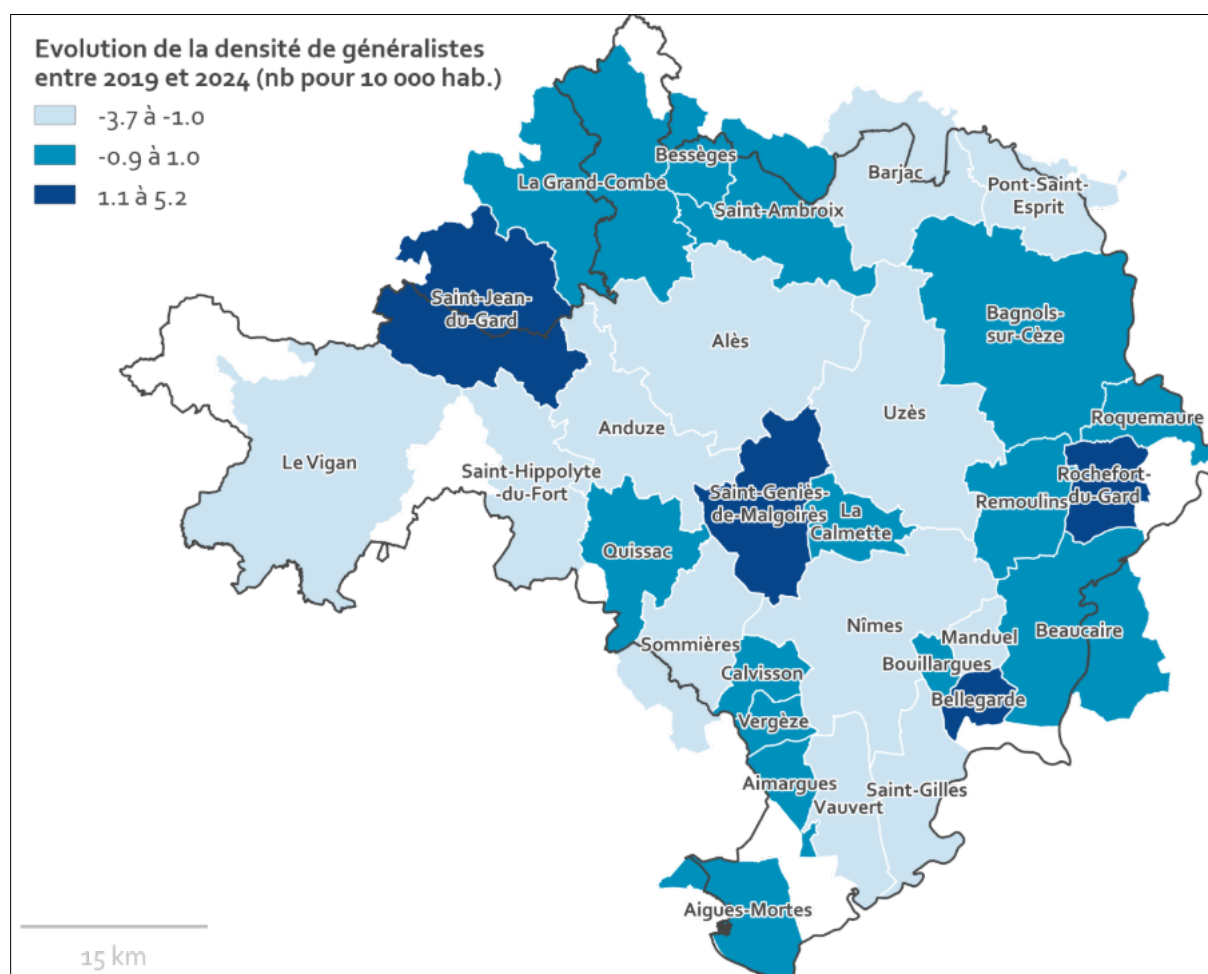 Evolution de la densité de généralistes
entre 2019 et 2024 (nb pour 10 000 hab.)
-3.7 à -1.0
-0.9 à 1.0
1.1 à 5.2
Bessèges
La Grand-Combe
Barjac
Pont-Saint-
Esprit
Saint-Ambroix
Saint-Jean-
du-Gard
Bagnols-
sur-Cèze
Alès
Uzès
Roquemaure
Anduze
Le Vigan
Saint-Hippolyte
-du-Fort
Saint-Geniès-
de-Malgoirès
La
Calmette
Remoulins
Rochefort-
du-Gard
Quissac
Nîmes
Sommières
Manduel
Beaucaire
Bouillargues
Calvisson
Bellegarde
Vergèze
Aimargues
Vauvert
Saint-Gilles
Aigues-Mortes
15 km